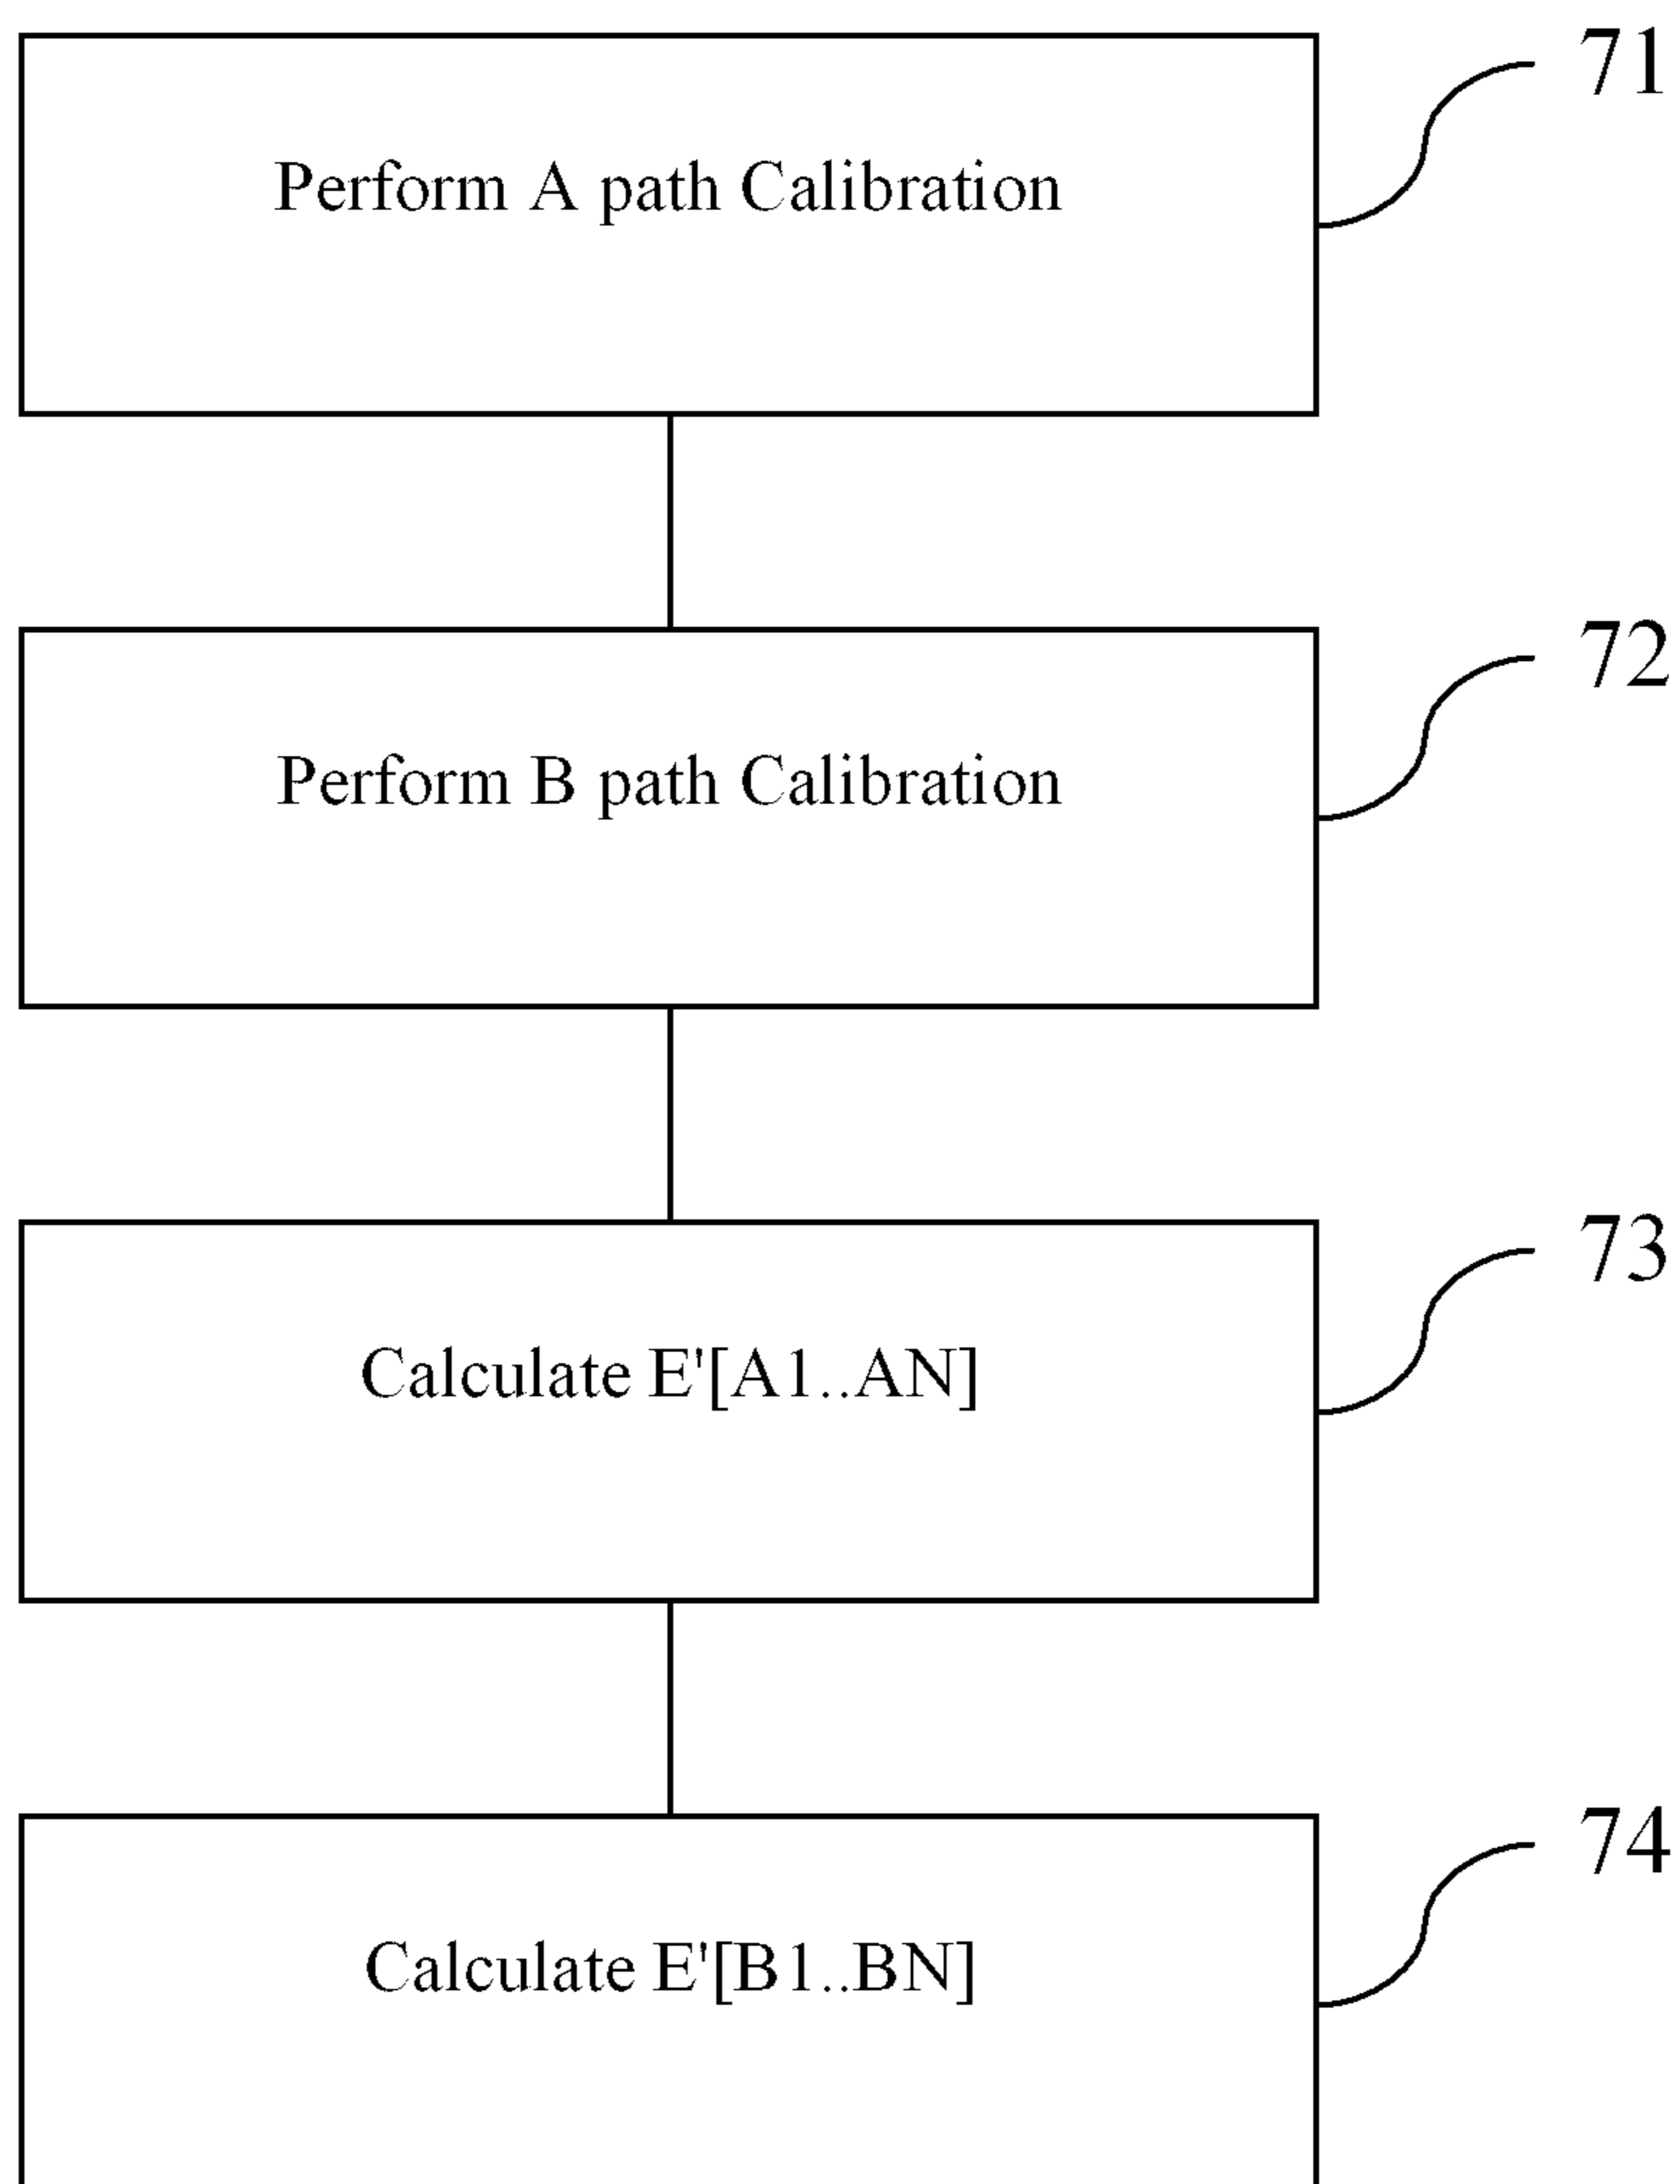 71
Perform A path Calibration
72
Perform B path Calibration
73
Calculate E'[A1..AN]
74
Calculate E'[B1..BN]